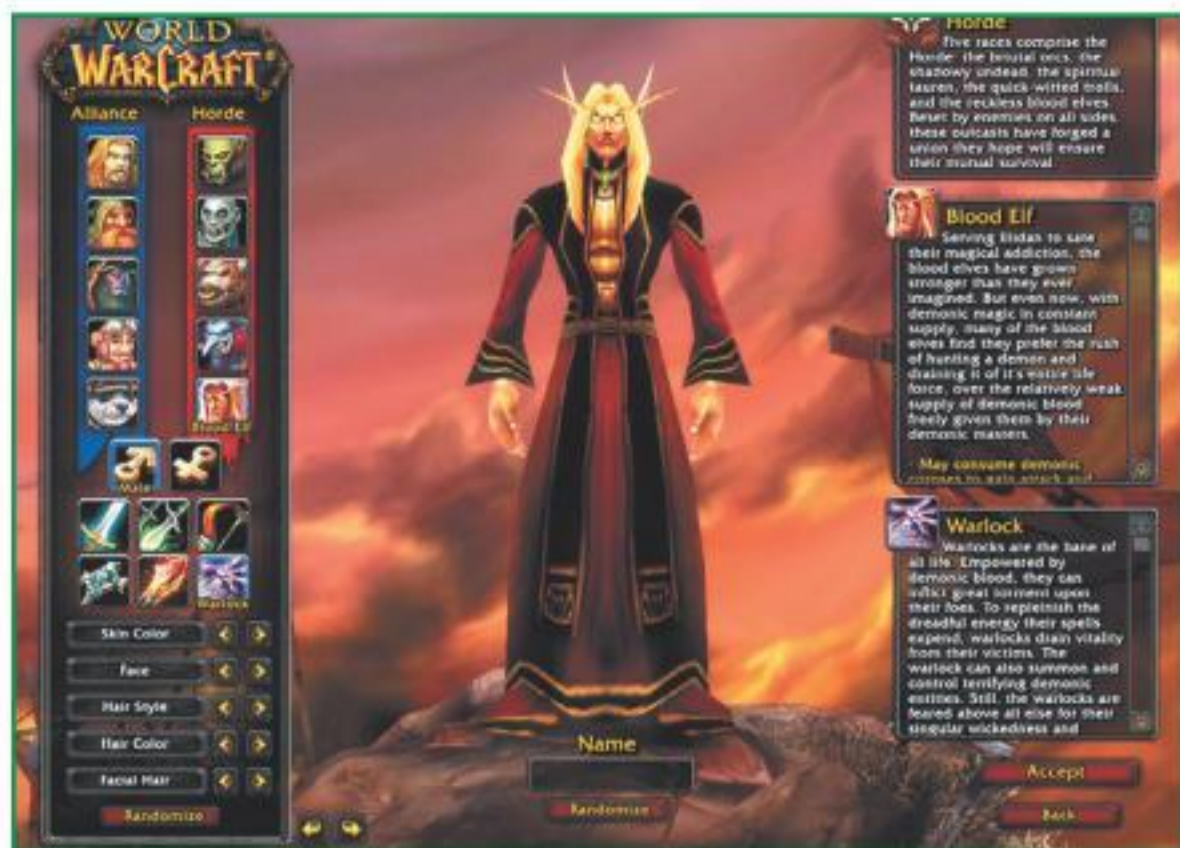 WORLD
WARCRAFT
Alliance
Horde
Blood Elf
Male
Warlock
Skin Color
Face
Hair Style
Hair Color
Facial Hair
Randomize
Name
Randomize
Horde
Five races comprise the
Horde: the brutal orcs, the
shadowy undead, the spiritual
tauren, the quick-witted trolls,
and the reckless blood elves.
Beset by enemies on all sides,
these outcasts have forged a
union they hope will ensure
their mutual survival.
Blood Elf
Serving Illidan to sate
their magical addiction, the
blood elves have grown
stronger than they ever
imagined. But even now, with
demonic magic in constant
supply, many of the blood
elves find they prefer the rush
of hunting a demon and
draining it of it's entire life
force, over the relatively weak
supply of demonic blood
freely given them by their
demonic masters.
- May consume demonic
corpses to gain attack and
Warlock
Warlocks are the bane of
all life. Empowered by
demonic blood, they can
inflict great torment upon
their foes. To replenish the
dreadful energy their spells
expend, warlocks drain vitality
from their victims. The
warlock can also summon and
control terrifying demonic
entities. Still, the warlocks are
feared above all else for their
singular wickedness and
Accept
Back